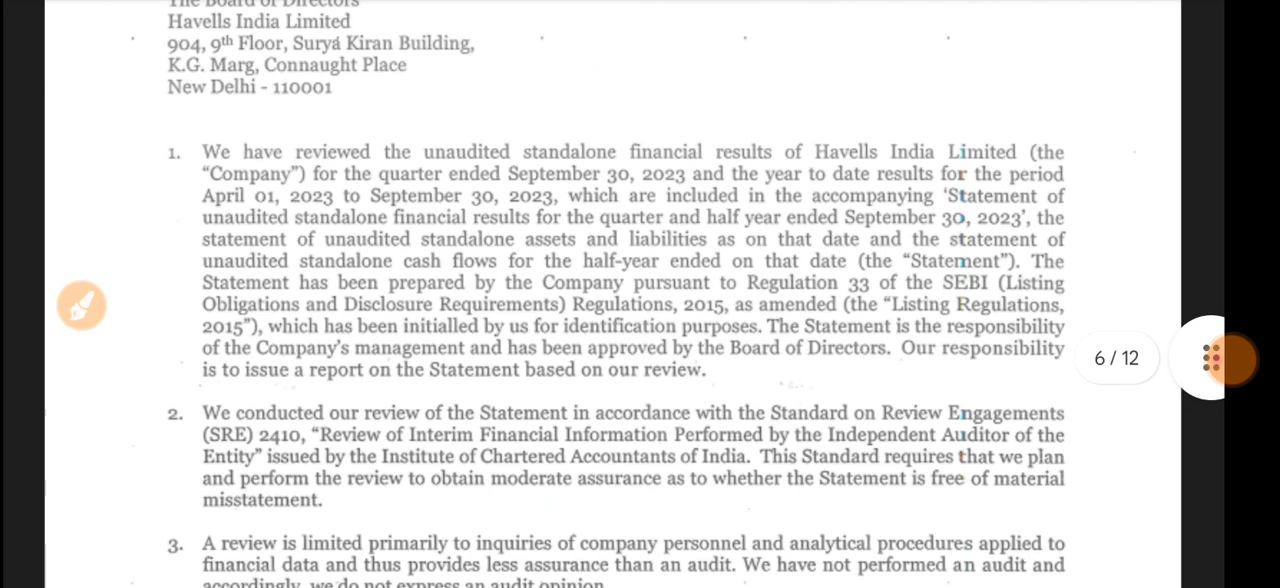 The Board of Directors
Havells India Limited
904, 9th Floor, Surya Kiran Building,
K.G. Marg, Connaught Place
New Delhi - 110001
1. We have reviewed the unaudited standalone financial results of Havells India Limited (the
“Company”) for the quarter ended September 30, 2023 and the year to date results for the period
April 01, 2023 to September 30, 2023, which are included in the accompanying ‘Statement of
unaudited standalone financial results for the quarter and half year ended September 30, 2023’, the
statement of unaudited standalone assets and liabilities as on that date and the statement of
unaudited standalone cash flows for the half-year ended on that date (the “Statement”). The
Statement has been prepared by the Company pursuant to Regulation 33 of the SEBI (Listing
Obligations and Disclosure Requirements) Regulations, 2015, as amended (the “Listing Regulations,
2015”), which has been initialled by us for identification purposes. The Statement is the responsibility
of the Company’s management and has been approved by the Board of Directors. Our responsibility
is to issue a report on the Statement based on our review.
6 / 12
2. We conducted our review of the Statement in accordance with the Standard on Review Engagements
(SRE) 2410, “Review of Interim Financial Information Performed by the Independent Auditor of the
Entity” issued by the Institute of Chartered Accountants of India. This Standard requires that we plan
and perform the review to obtain moderate assurance as to whether the Statement is free of material
misstatement.
3. A review is limited primarily to inquiries of company personnel and analytical procedures applied to
financial data and thus provides less assurance than an audit. We have not performed an audit and
accordingly, we do not express an audit opinion.